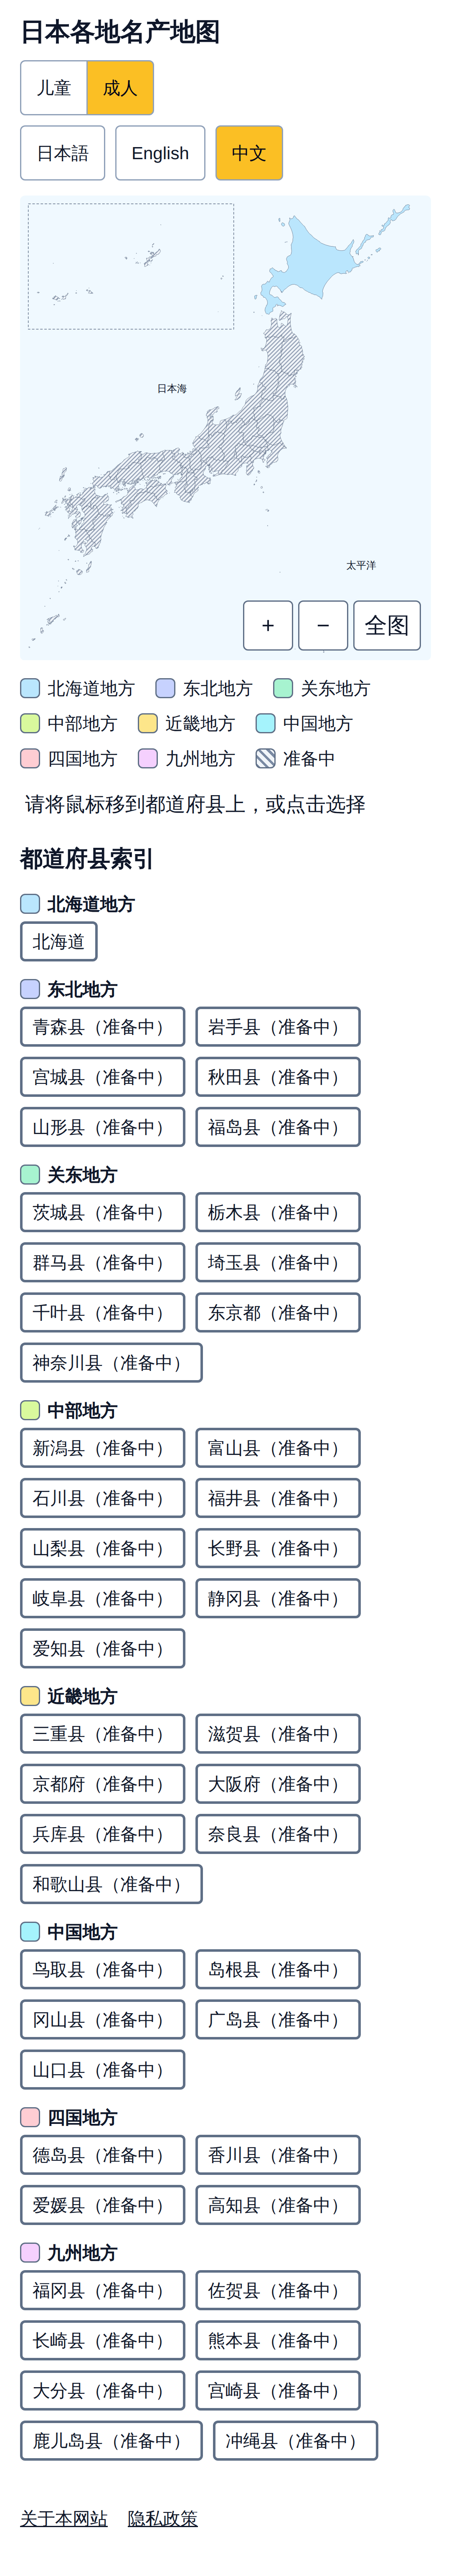 日本各地名产地图
儿童 成人
日本語 English 中文
日本海
太平洋
+ − 全图
北海道地方 东北地方 关东地方
中部地方 近畿地方 中国地方
四国地方 九州地方 准备中
请将鼠标移到都道府县上，或点击选择
都道府县索引
北海道地方
北海道
东北地方
青森县（准备中） 岩手县（准备中）
宫城县（准备中） 秋田县（准备中）
山形县（准备中） 福岛县（准备中）
关东地方
茨城县（准备中） 栃木县（准备中）
群马县（准备中） 埼玉县（准备中）
千叶县（准备中） 东京都（准备中）
神奈川县（准备中）
中部地方
新潟县（准备中） 富山县（准备中）
石川县（准备中） 福井县（准备中）
山梨县（准备中） 长野县（准备中）
岐阜县（准备中） 静冈县（准备中）
爱知县（准备中）
近畿地方
三重县（准备中） 滋贺县（准备中）
京都府（准备中） 大阪府（准备中）
兵库县（准备中） 奈良县（准备中）
和歌山县（准备中）
中国地方
鸟取县（准备中） 岛根县（准备中）
冈山县（准备中） 广岛县（准备中）
山口县（准备中）
四国地方
德岛县（准备中） 香川县（准备中）
爱媛县（准备中） 高知县（准备中）
九州地方
福冈县（准备中） 佐贺县（准备中）
长崎县（准备中） 熊本县（准备中）
大分县（准备中） 宫崎县（准备中）
鹿儿岛县（准备中） 冲绳县（准备中）
关于本网站 隐私政策